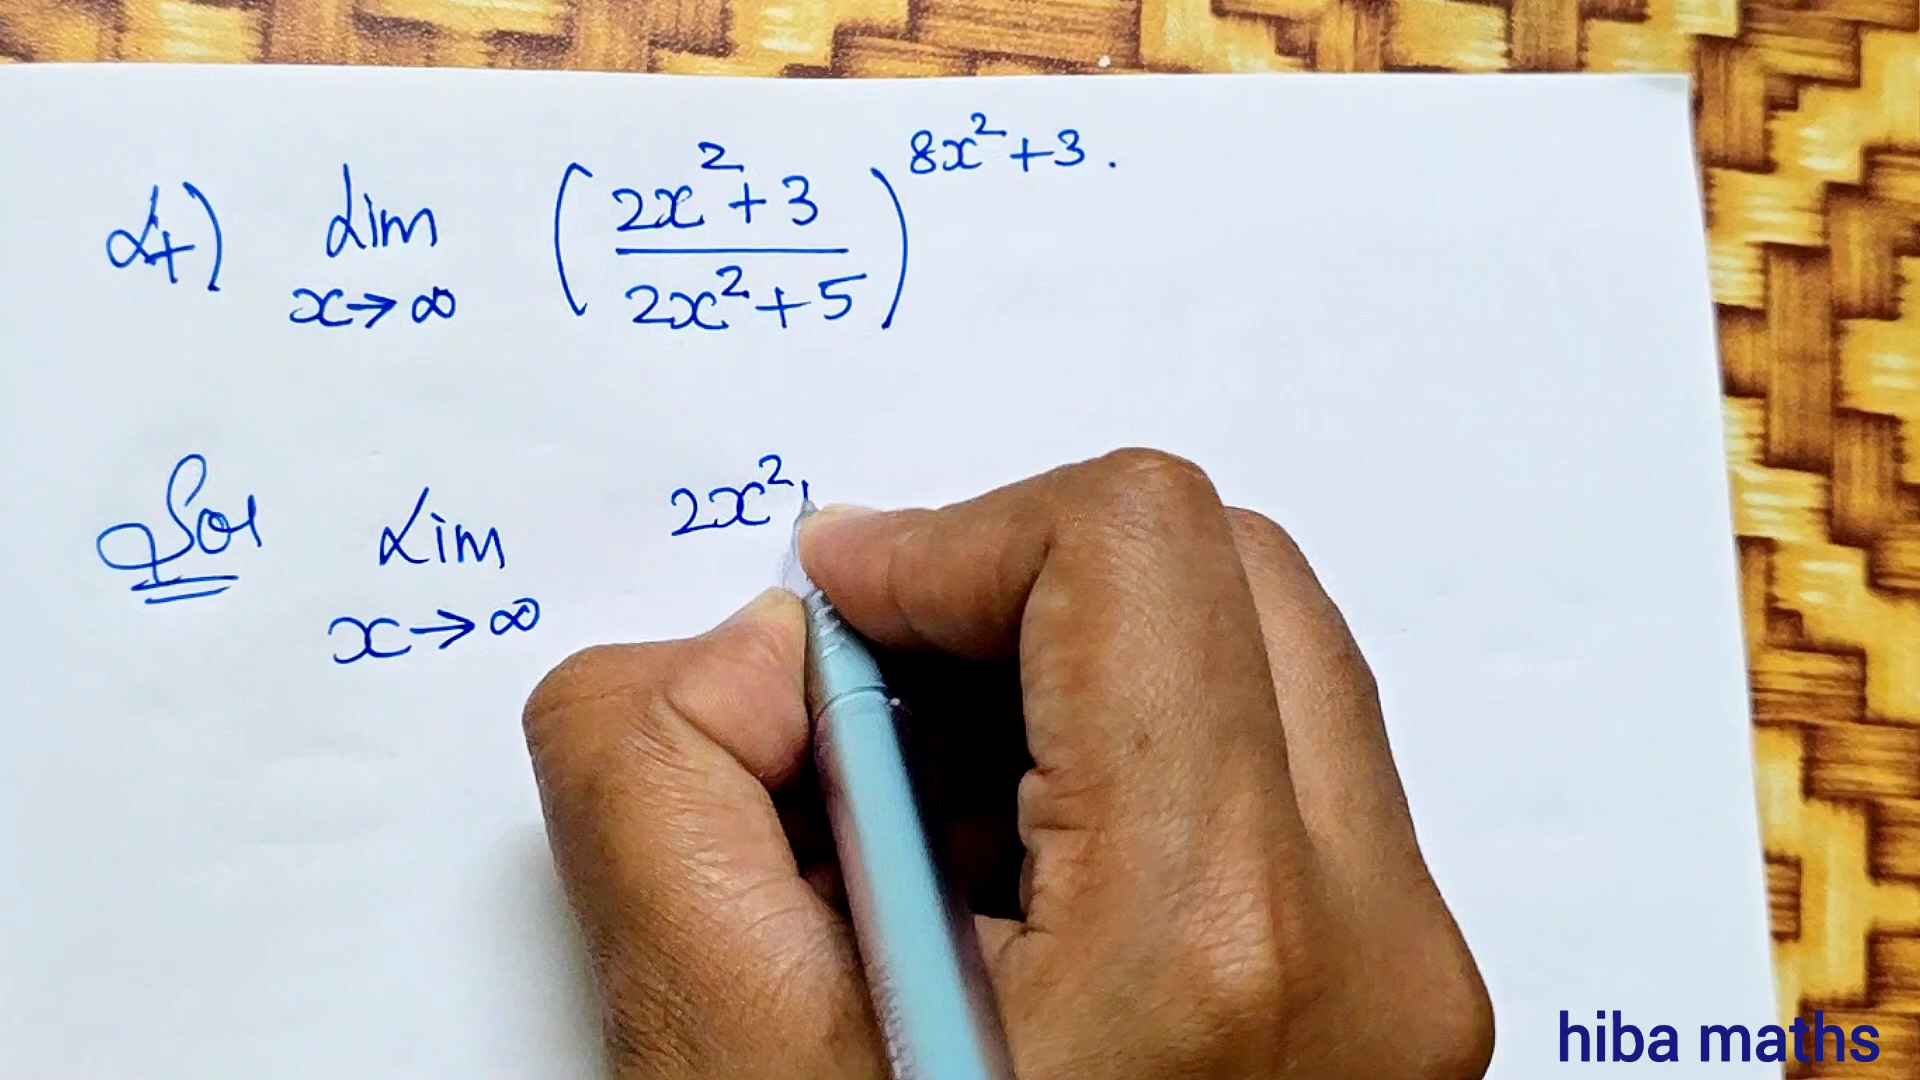 4) Lim x→∞ ( (2x²+3)/(2x²+5) )^(8x²+3).
Sol Lim x→∞ 2x²+
hiba maths